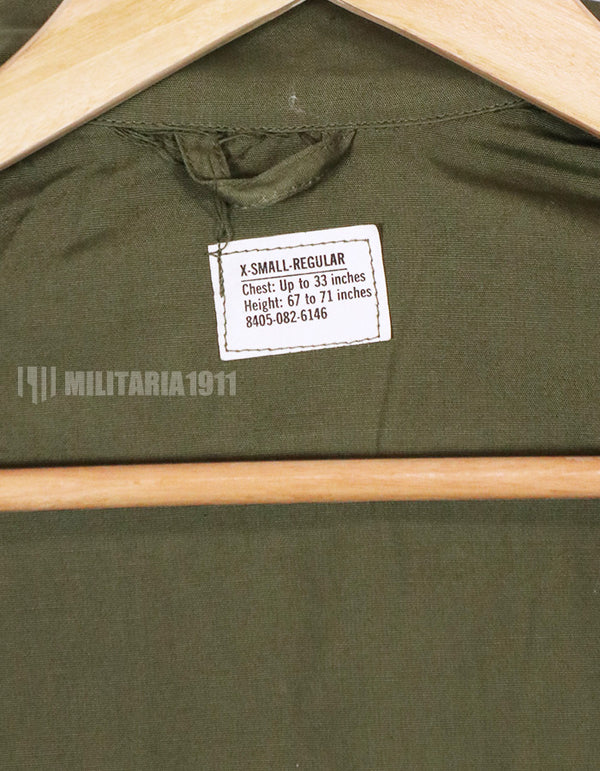 X-SMALL-REGULAR
Chest: Up to 33 inches
Height: 67 to 71 inches
8405-082-6146
MILITARIA1911